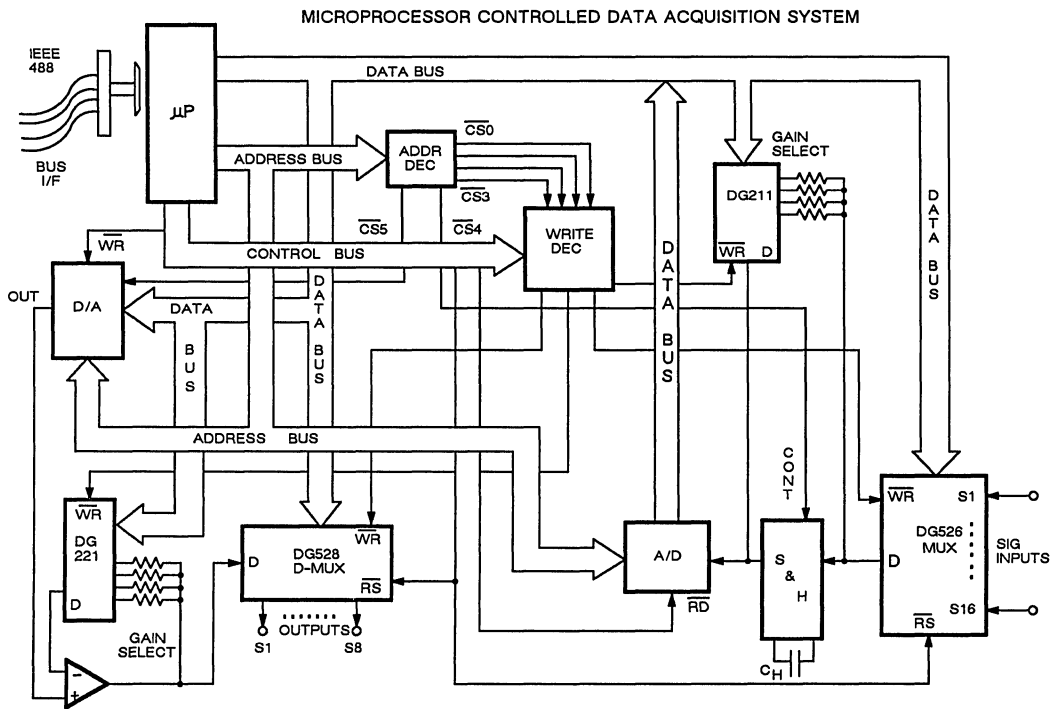 MICROPROCESSOR CONTROLLED DATA ACQUISITION SYSTEM
IEEE
488
BUS
I/F
μP
DATA BUS
ADDRESS BUS
ADDR
DEC
CS0
CS3
CS5
CS4
CONTROL BUS
WRITE
DEC
GAIN
SELECT
DG211
WR D
DATA BUS
WR
OUT
D/A
DATA
BUS
DATA BUS
DATA BUS
ADDRESS BUS
CONT
WR
DG
221
D
GAIN
SELECT
-
+
D
DG528
D-MUX
WR
RS
OUTPUTS
S1
S8
A/D
RD
S
&
H
CH
WR
DG526
MUX
D
RS
S1
S16
SIG
INPUTS